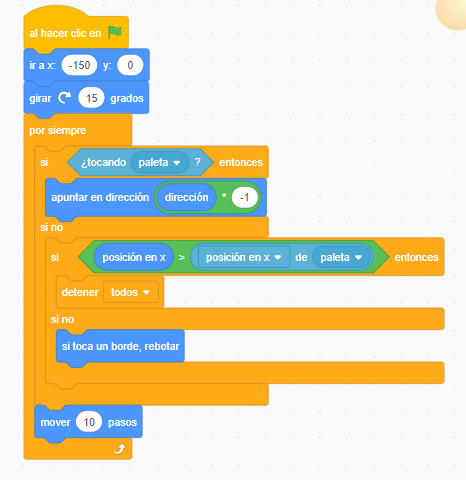 al hacer clic en
ir a x: -150 y: 0
girar 15 grados
por siempre
si ¿tocando paleta ? entonces
apuntar en dirección dirección * -1
si no
si posición en x > posición en x de paleta entonces
detener todos
si no
si toca un borde, rebotar
mover 10 pasos